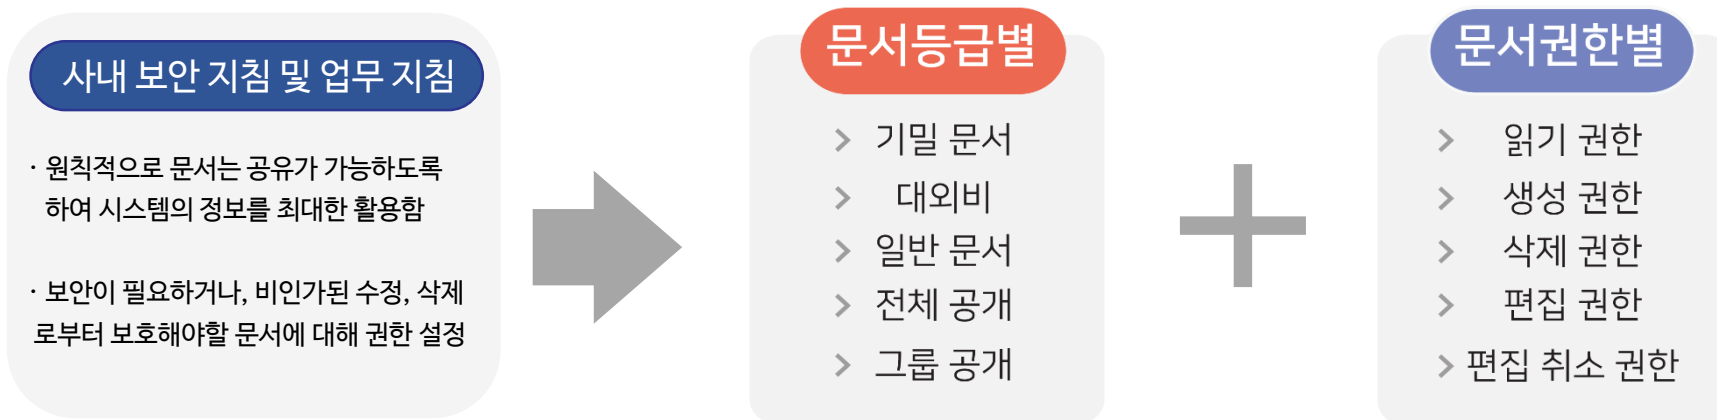 사내 보안 지침 및 업무 지침
· 원칙적으로 문서는 공유가 가능하도록
하여 시스템의 정보를 최대한 활용함
· 보안이 필요하거나, 비인가된 수정, 삭제
로부터 보호해야할 문서에 대해 권한 설정
문서등급별
기밀 문서
대외비
일반 문서
전체 공개
그룹 공개
문서권한별
읽기 권한
생성 권한
삭제 권한
편집 권한
편집 취소 권한